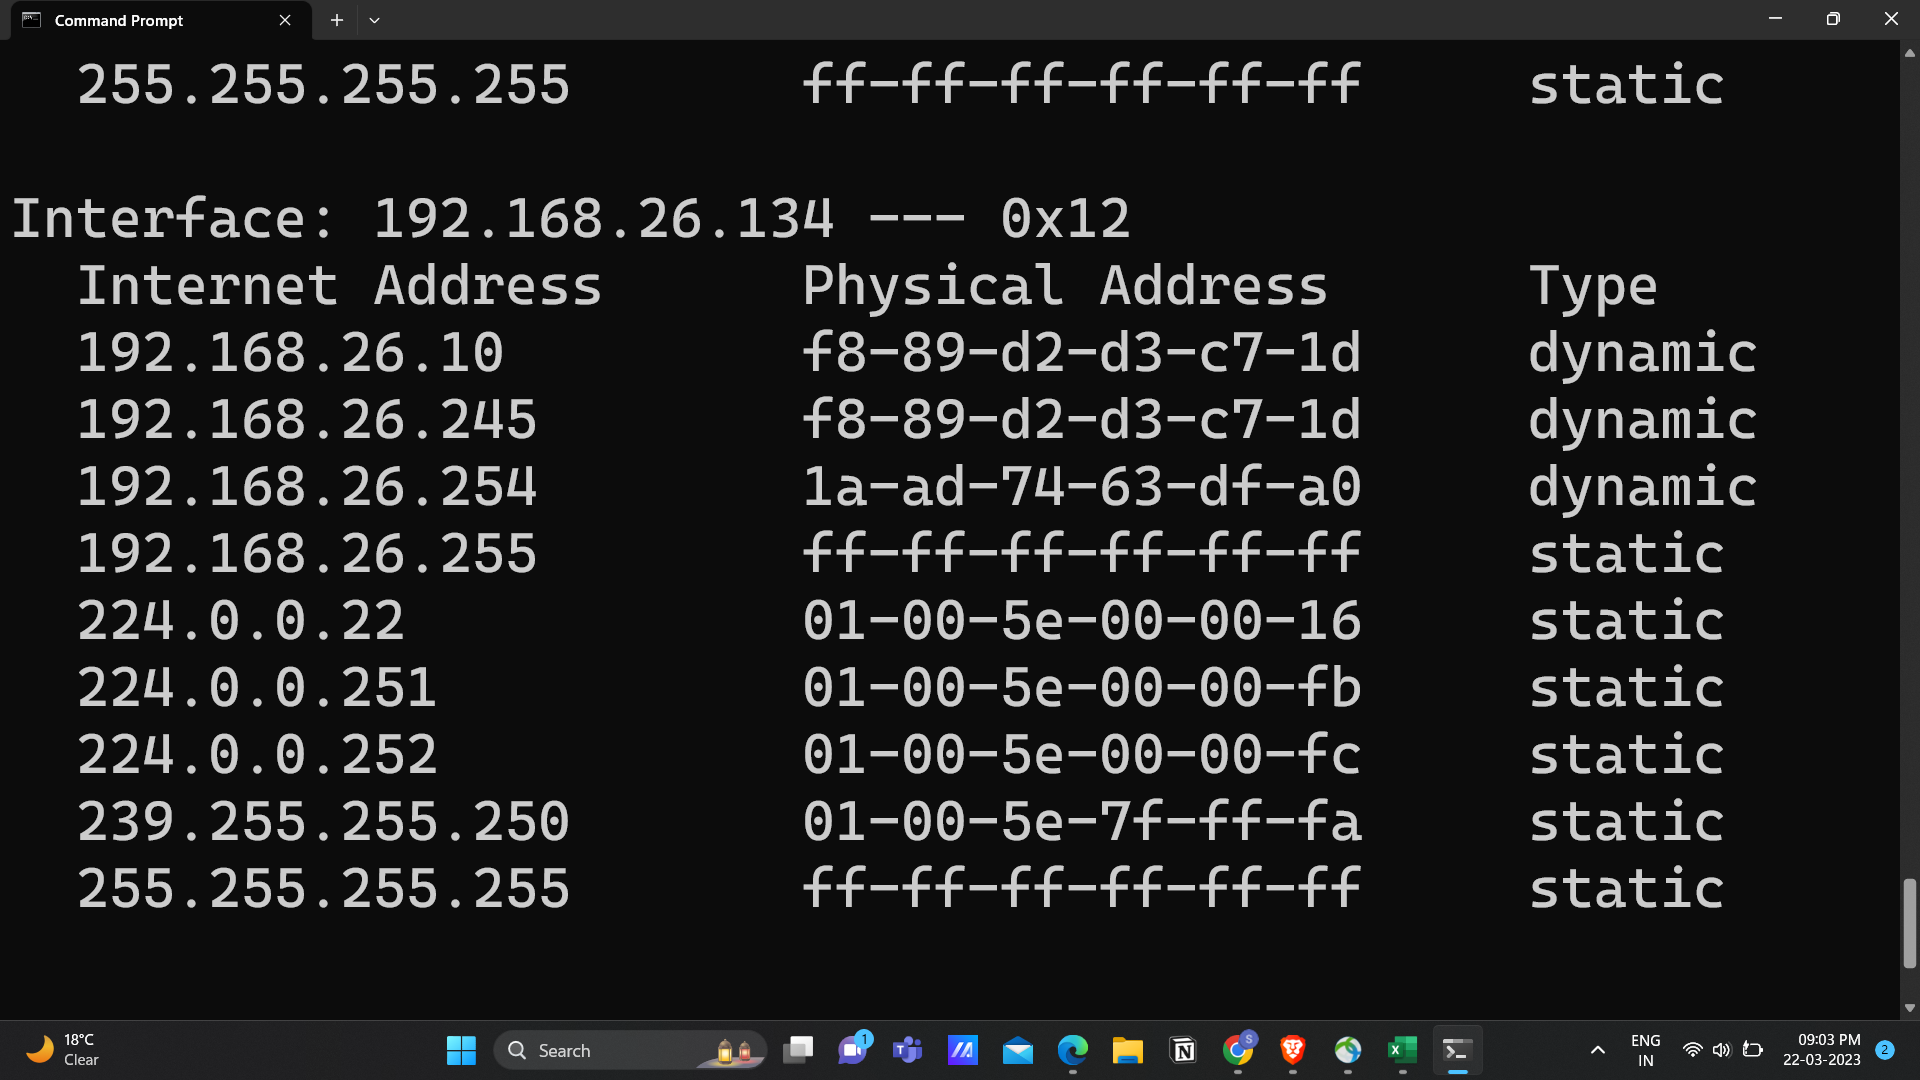 Command Prompt
255.255.255.255 ff-ff-ff-ff-ff-ff static
Interface: 192.168.26.134 --- 0x12
Internet Address Physical Address Type
192.168.26.10 f8-89-d2-d3-c7-1d dynamic
192.168.26.245 f8-89-d2-d3-c7-1d dynamic
192.168.26.254 1a-ad-74-63-df-a0 dynamic
192.168.26.255 ff-ff-ff-ff-ff-ff static
224.0.0.22 01-00-5e-00-00-16 static
224.0.0.251 01-00-5e-00-00-fb static
224.0.0.252 01-00-5e-00-00-fc static
239.255.255.250 01-00-5e-7f-ff-fa static
255.255.255.255 ff-ff-ff-ff-ff-ff static
18°C
Clear
Search
1
S
ENG
IN
09:03 PM
22-03-2023
2